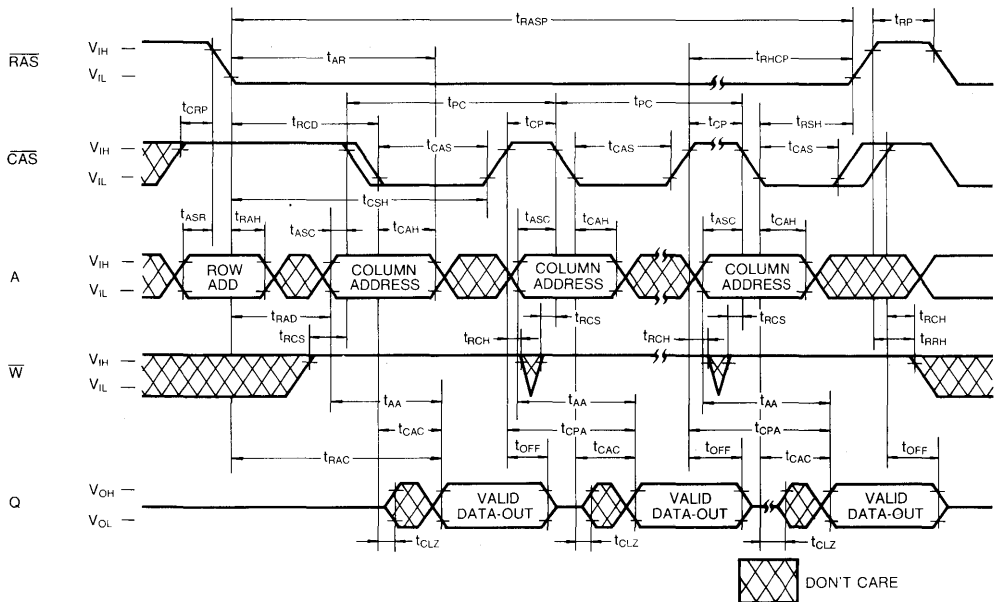 tRASP
tRP
RAS
VIH
VIL
tAR
tRHCP
tCRP
tPC
tPC
tRCD
tCP
tCP
tRSH
CAS
VIH
VIL
tCAS
tCAS
tCAS
tCSH
tASR
tRAH
tASC
tCAH
tASC
tCAH
tASC
tCAH
A
VIH
VIL
ROW
ADD
COLUMN
ADDRESS
COLUMN
ADDRESS
COLUMN
ADDRESS
tRAD
tRCS
tRCH
tRCS
tRCH
tRCS
tRCH
tRRH
W
VIH
VIL
tAA
tAA
tAA
tCAC
tCPA
tCPA
tRAC
tOFF
tCAC
tOFF
tCAC
tOFF
Q
VOH
VOL
VALID
DATA-OUT
VALID
DATA-OUT
VALID
DATA-OUT
tCLZ
tCLZ
tCLZ
DON'T CARE